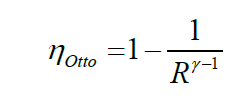 η_Otto = 1 − 1 / R^(γ−1)